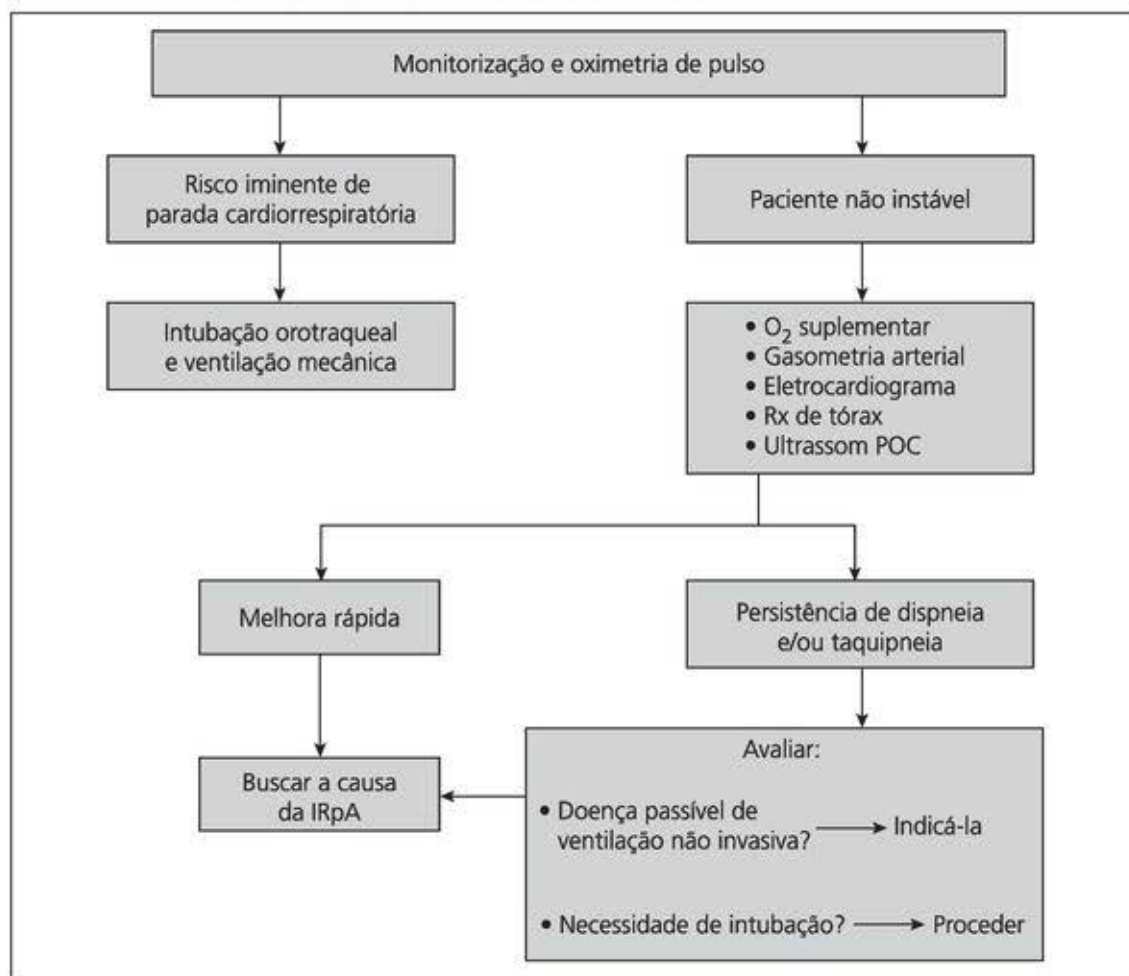 Monitorização e oximetria de pulso
Risco iminente de
parada cardiorrespiratória
Paciente não instável
Intubação orotraqueal
e ventilação mecânica
• O₂ suplementar
• Gasometria arterial
• Eletrocardiograma
• Rx de tórax
• Ultrassom POC
Melhora rápida
Persistência de dispneia
e/ou taquipneia
Buscar a causa
da IRpA
Avaliar:
• Doença passível de
ventilação não invasiva? → Indicá-la
• Necessidade de intubação? → Proceder